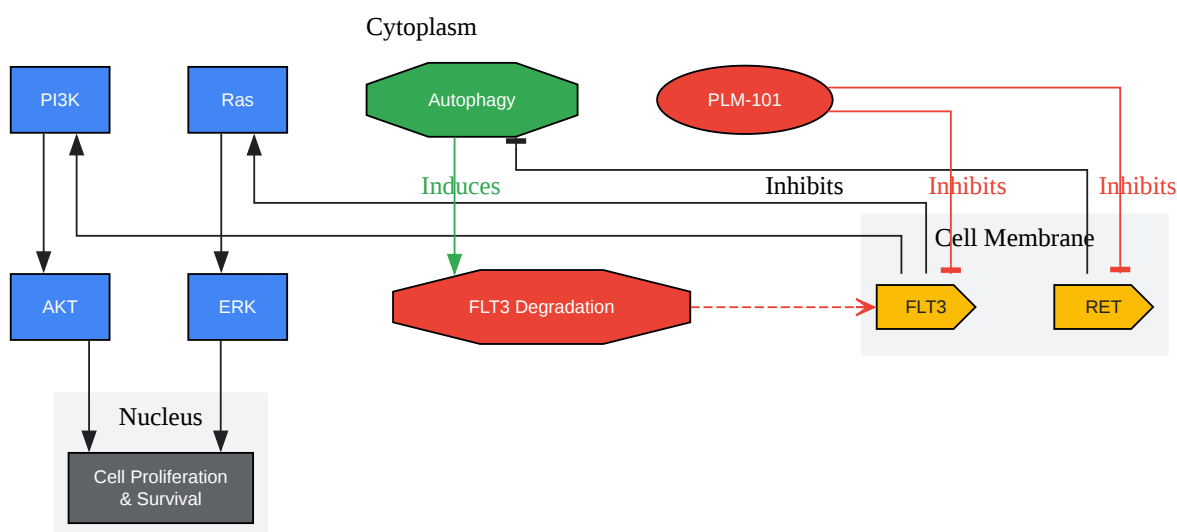 Cytoplasm
PI3K
Ras
Autophagy
PLM-101
Induces
Inhibits
Inhibits
Inhibits
Cell Membrane
AKT
ERK
FLT3 Degradation
FLT3
RET
Nucleus
Cell Proliferation
& Survival